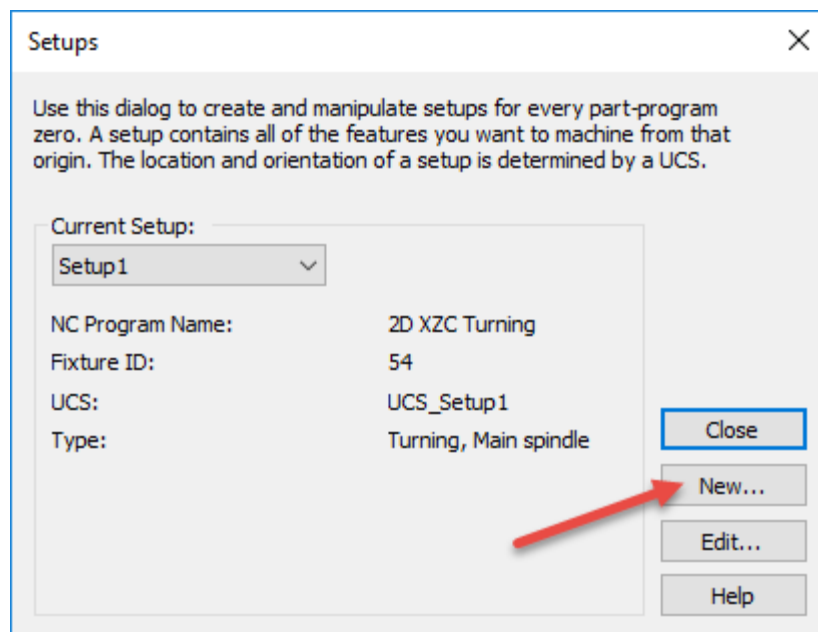 Setups
Use this dialog to create and manipulate setups for every part-program
zero. A setup contains all of the features you want to machine from that
origin. The location and orientation of a setup is determined by a UCS.
Current Setup:
Setup1
NC Program Name: 2D XZC Turning
Fixture ID: 54
UCS: UCS_Setup1
Type: Turning, Main spindle
Close
New...
Edit...
Help